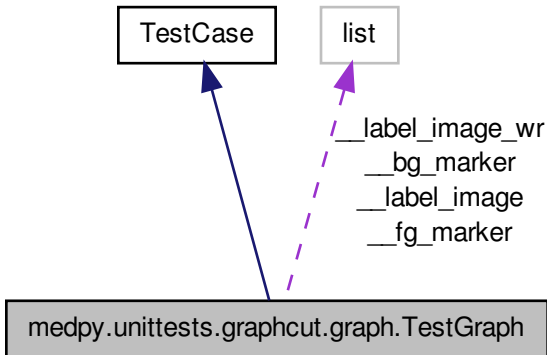 TestCase
list
__label_image_wr
__bg_marker
__label_image
__fg_marker
medpy.unittests.graphcut.graph.TestGraph